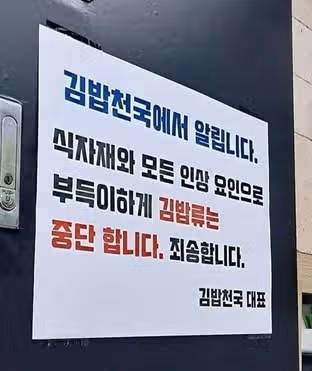 김밥천국에서 알립니다.
식자재와 모든 인상 요인으로
부득이하게 김밥류는
중단 합니다. 죄송합니다.
김밥천국 대표